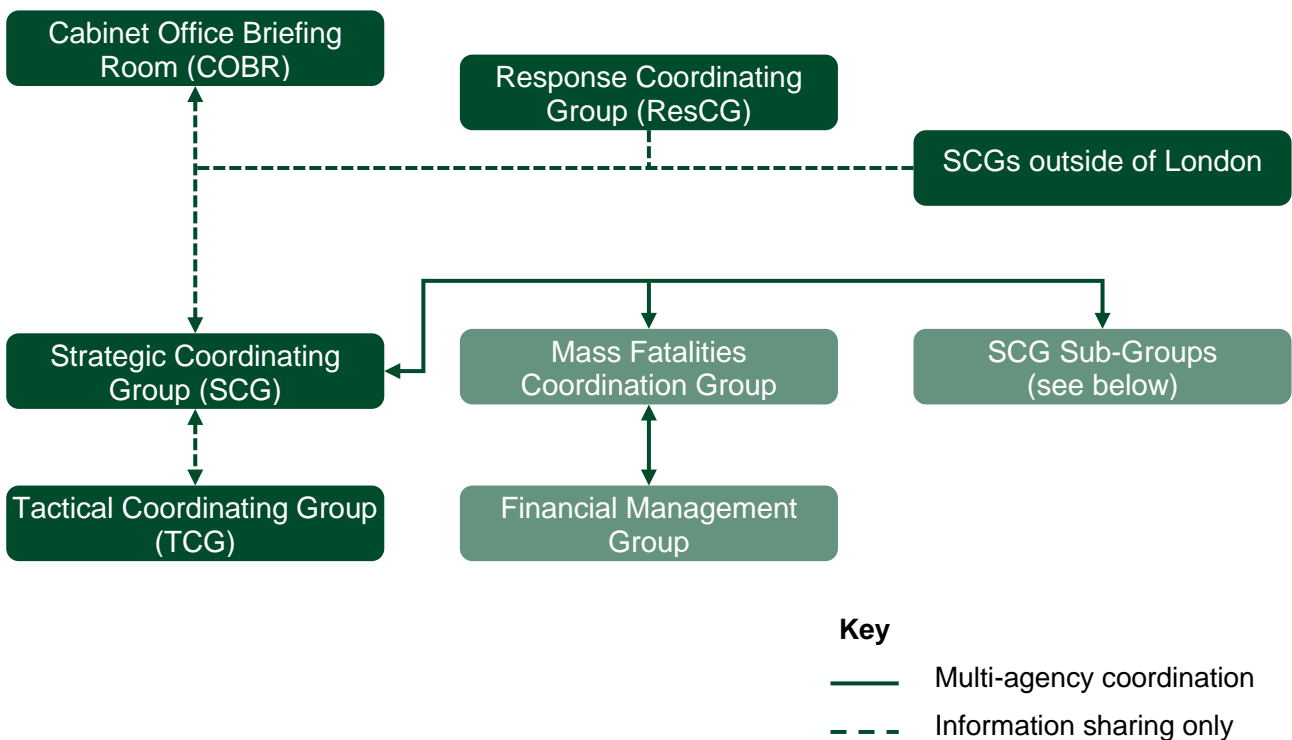 Cabinet Office Briefing
Room (COBR)
Response Coordinating
Group (ResCG)
SCGs outside of London
Strategic Coordinating
Group (SCG)
Mass Fatalities
Coordination Group
SCG Sub-Groups
(see below)
Tactical Coordinating Group
(TCG)
Financial Management
Group
Key
Multi-agency coordination
Information sharing only